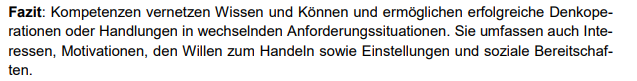 Fazit: Kompetenzen vernetzen Wissen und Können und ermöglichen erfolgreiche Denkope-
rationen oder Handlungen in wechselnden Anforderungssituationen. Sie umfassen auch Inte-
ressen, Motivationen, den Willen zum Handeln sowie Einstellungen und soziale Bereitschaf-
ten.